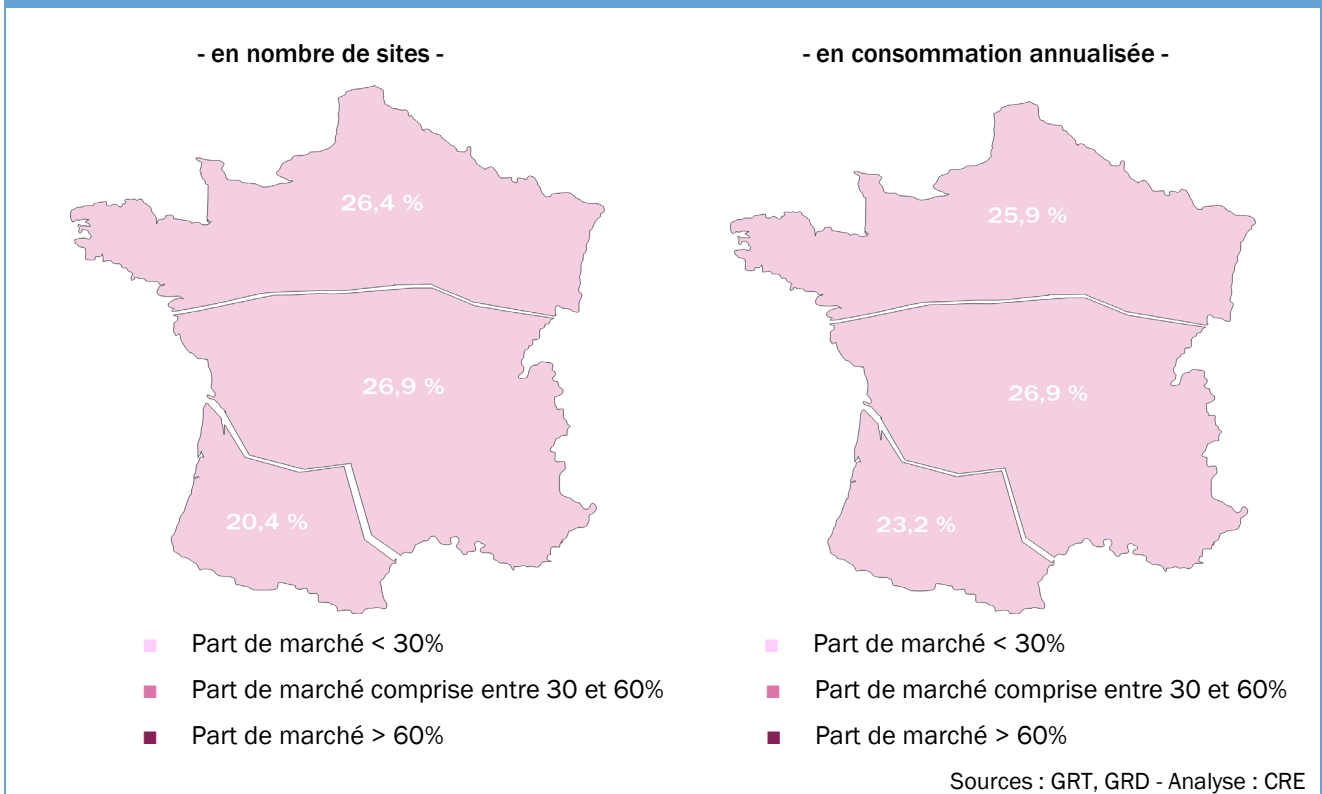 - en nombre de sites -
26,4 %
26,9 %
20,4 %
Part de marché < 30%
Part de marché comprise entre 30 et 60%
Part de marché > 60%
- en consommation annualisée -
25,9 %
26,9 %
23,2 %
Part de marché < 30%
Part de marché comprise entre 30 et 60%
Part de marché > 60%
Sources : GRT, GRD - Analyse : CRE